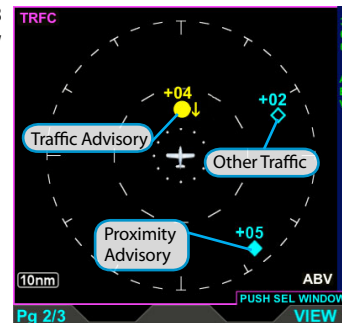 TRFC
+04
+02
Traffic Advisory
Other Traffic
Proximity
Advisory
+05
10nm
ABV
PUSH SEL WINDOW
Pg 2/3
VIEW